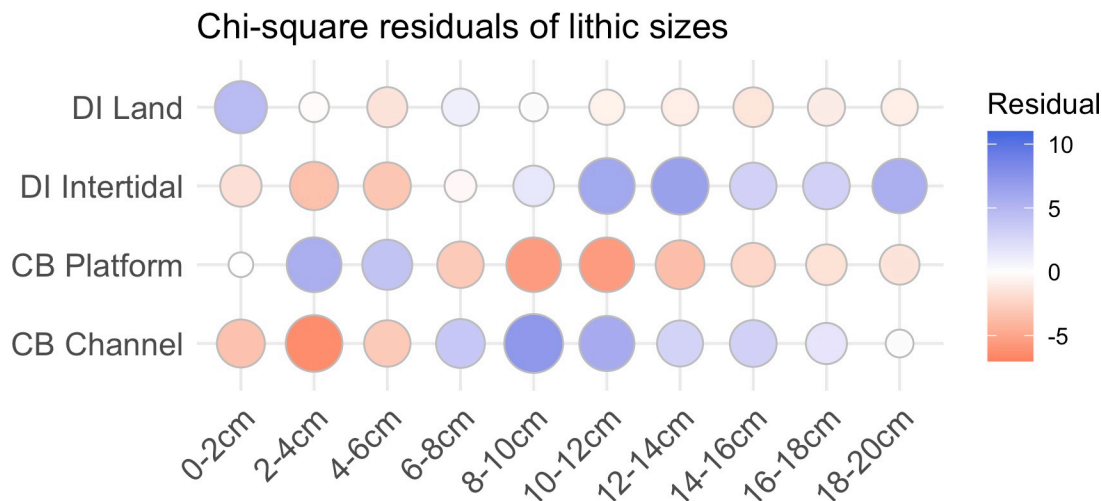 Chi-square residuals of lithic sizes
DI Land
DI Intertidal
CB Platform
CB Channel
0-2cm
2-4cm
4-6cm
6-8cm
8-10cm
10-12cm
12-14cm
14-16cm
16-18cm
18-20cm
Residual
10
5
0
-5